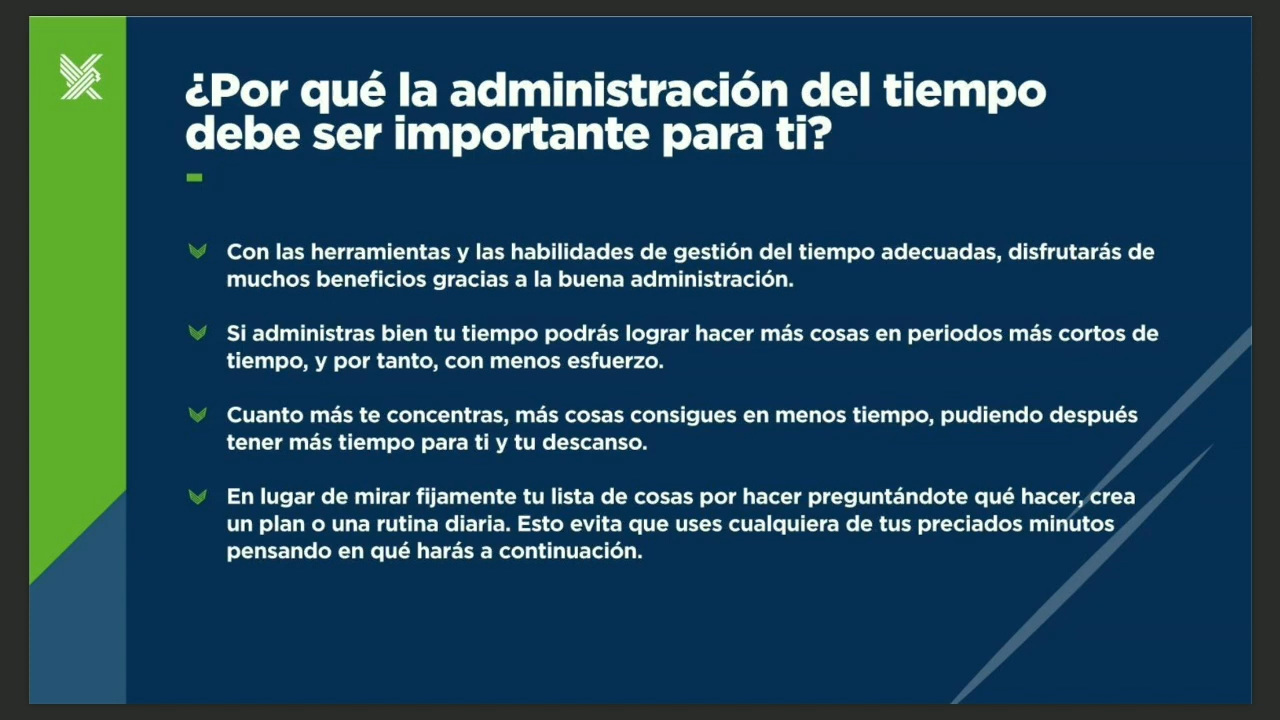 ¿Por qué la administración del tiempo
debe ser importante para ti?
Con las herramientas y las habilidades de gestión del tiempo adecuadas, disfrutarás de
muchos beneficios gracias a la buena administración.
Si administras bien tu tiempo podrás lograr hacer más cosas en periodos más cortos de
tiempo, y por tanto, con menos esfuerzo.
Cuanto más te concentras, más cosas consigues en menos tiempo, pudiendo después
tener más tiempo para ti y tu descanso.
En lugar de mirar fijamente tu lista de cosas por hacer preguntándote qué hacer, crea
un plan o una rutina diaria. Esto evita que uses cualquiera de tus preciados minutos
pensando en qué harás a continuación.